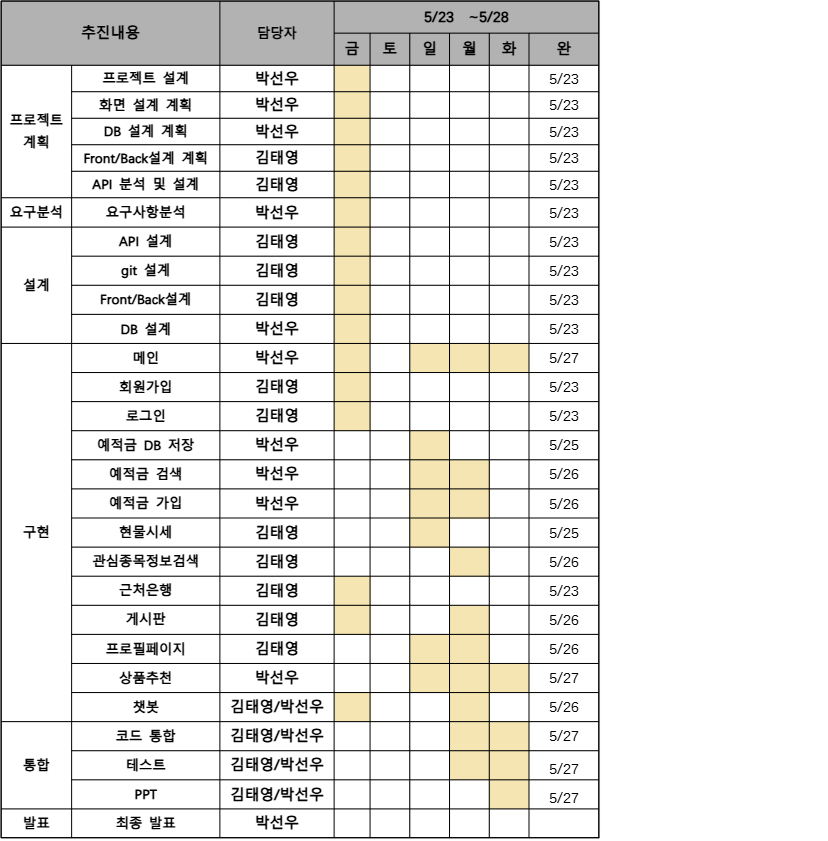 추진내용 담당자 5/23 ~5/28
금 토 일 월 화 완
프로젝트 계획
프로젝트 설계 박선우 5/23
화면 설계 계획 박선우 5/23
DB 설계 계획 박선우 5/23
Front/Back설계 계획 김태영 5/23
API 분석 및 설계 김태영 5/23
요구분석 요구사항분석 박선우 5/23
설계
API 설계 김태영 5/23
git 설계 김태영 5/23
Front/Back설계 김태영 5/23
DB 설계 박선우 5/23
구현
메인 박선우 5/27
회원가입 김태영 5/23
로그인 김태영 5/23
예적금 DB 저장 박선우 5/25
예적금 검색 박선우 5/26
예적금 가입 박선우 5/26
현물시세 김태영 5/25
관심종목정보검색 김태영 5/26
근처은행 김태영 5/23
게시판 김태영 5/26
프로필페이지 김태영 5/26
상품추천 박선우 5/27
챗봇 김태영/박선우 5/26
통합
코드 통합 김태영/박선우 5/27
테스트 김태영/박선우 5/27
PPT 김태영/박선우 5/27
발표 최종 발표 박선우